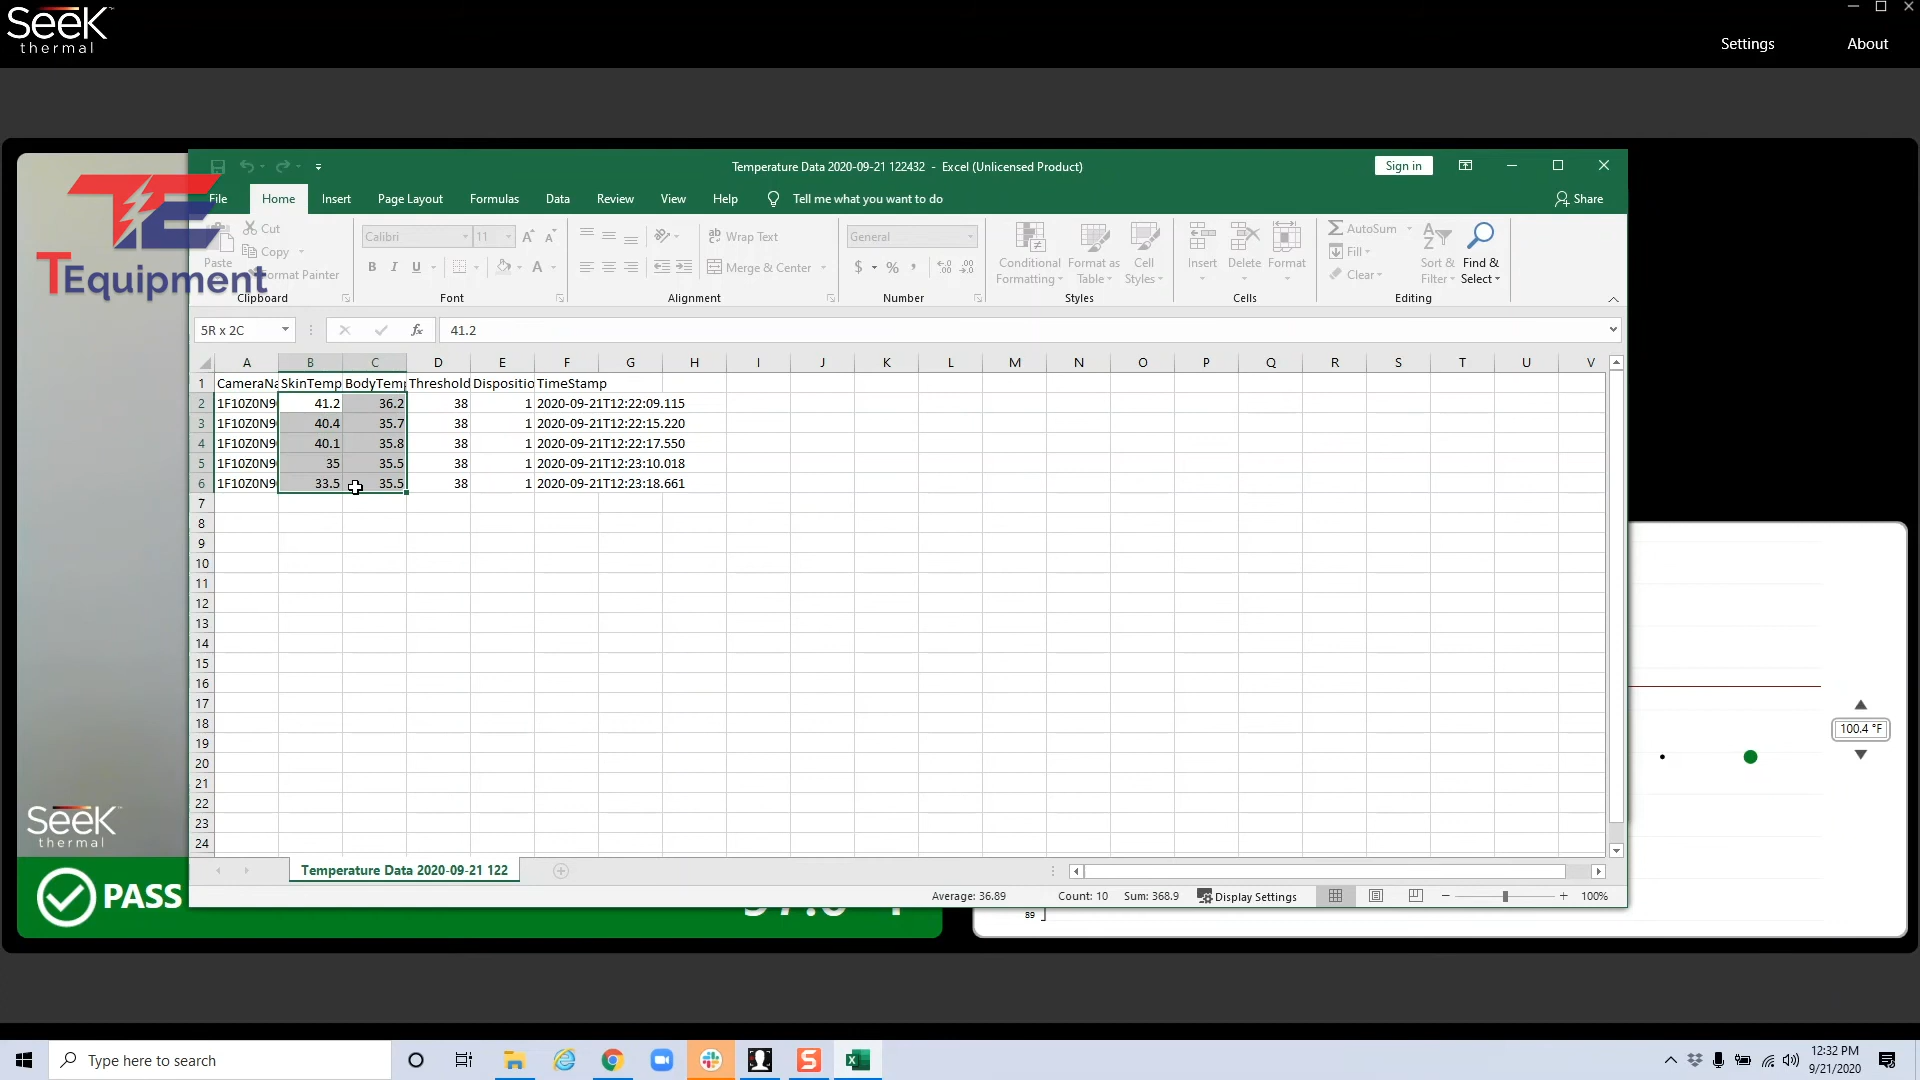 SeeK
thermal
Settings About
Temperature Data 2020-09-21 122432 - Excel (Unlicensed Product)
Sign in
File Home Insert Page Layout Formulas Data Review View Help Tell me what you want to do
Share
TEquipment
Paste
Cut
Copy
Format Painter
Clipboard
Calibri 11
B I U
Font
Wrap Text
Merge & Center
Alignment
General
$ % ,
Number
Conditional Formatting
Format as Table
Cell Styles
Styles
Insert Delete Format
Cells
AutoSum
Fill
Clear
Sort & Filter
Find & Select
Editing
5R x 2C fx 41.2
A B C D E F G H I J K L M N O P Q R S T U V
1 CameraNa SkinTemp BodyTemp Threshold Dispositio TimeStamp
2 1F10Z0N9 41.2 36.2 38 1 2020-09-21T12:22:09.115
3 1F10Z0N9 40.4 35.7 38 1 2020-09-21T12:22:15.220
4 1F10Z0N9 40.1 35.8 38 1 2020-09-21T12:22:17.550
5 1F10Z0N9 35 35.5 38 1 2020-09-21T12:23:10.018
6 1F10Z0N9 33.5 35.5 38 1 2020-09-21T12:23:18.661
7
8
9
10
11
12
13
14
15
16
17
18
19
20
21
22
23
24
100.4 °F
SeeK
thermal
Temperature Data 2020-09-21 122
Average: 36.89 Count: 10 Sum: 368.9 Display Settings 100%
PASS
89
Type here to search
12:32 PM
9/21/2020